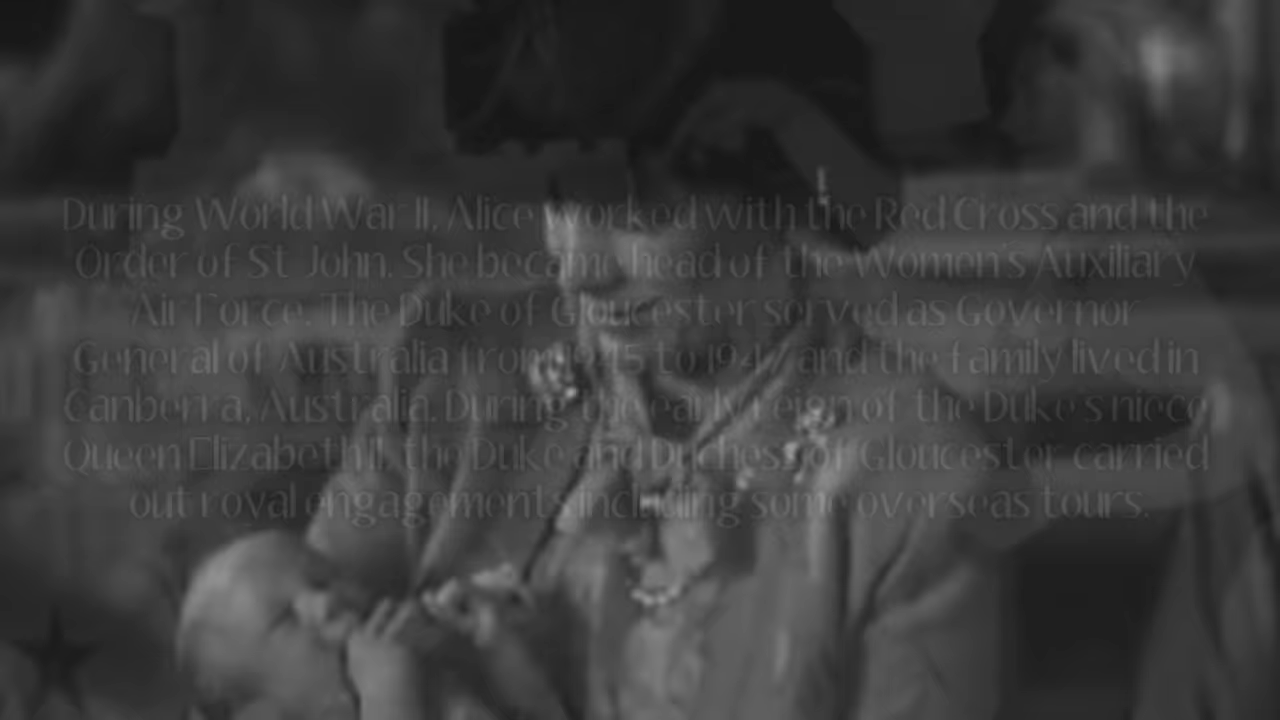 During World War II, Alice worked with the Red Cross and the
Order of St John. She became head of the Women's Auxiliary
Air Force. The Duke of Gloucester served as Governor
General of Australia from 1945 to 1947 and the family lived in
Canberra, Australia. During the early reign of the Duke's niece
Queen Elizabeth II, the Duke and Duchess of Gloucester carried
out royal engagements including some overseas tours.